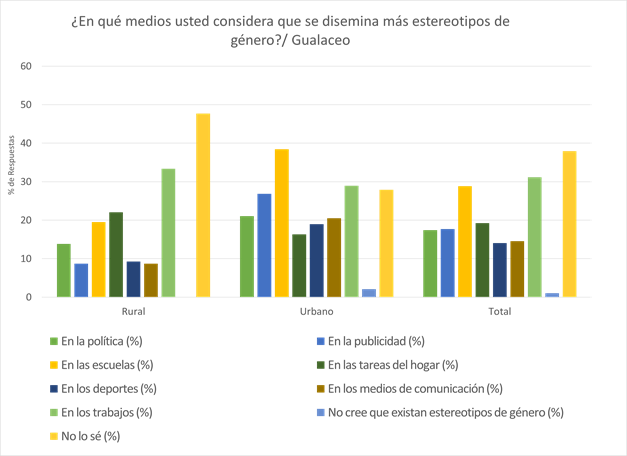 ¿En qué medios usted considera que se disemina más estereotipos de
género?/ Gualaceo
60
50
40
30
20
10
0
% de Respuestas
Rural Urbano Total
En la política (%) En la publicidad (%)
En las escuelas (%) En las tareas del hogar (%)
En los deportes (%) En los medios de comunicación (%)
En los trabajos (%) No cree que existan estereotipos de género (%)
No lo sé (%)